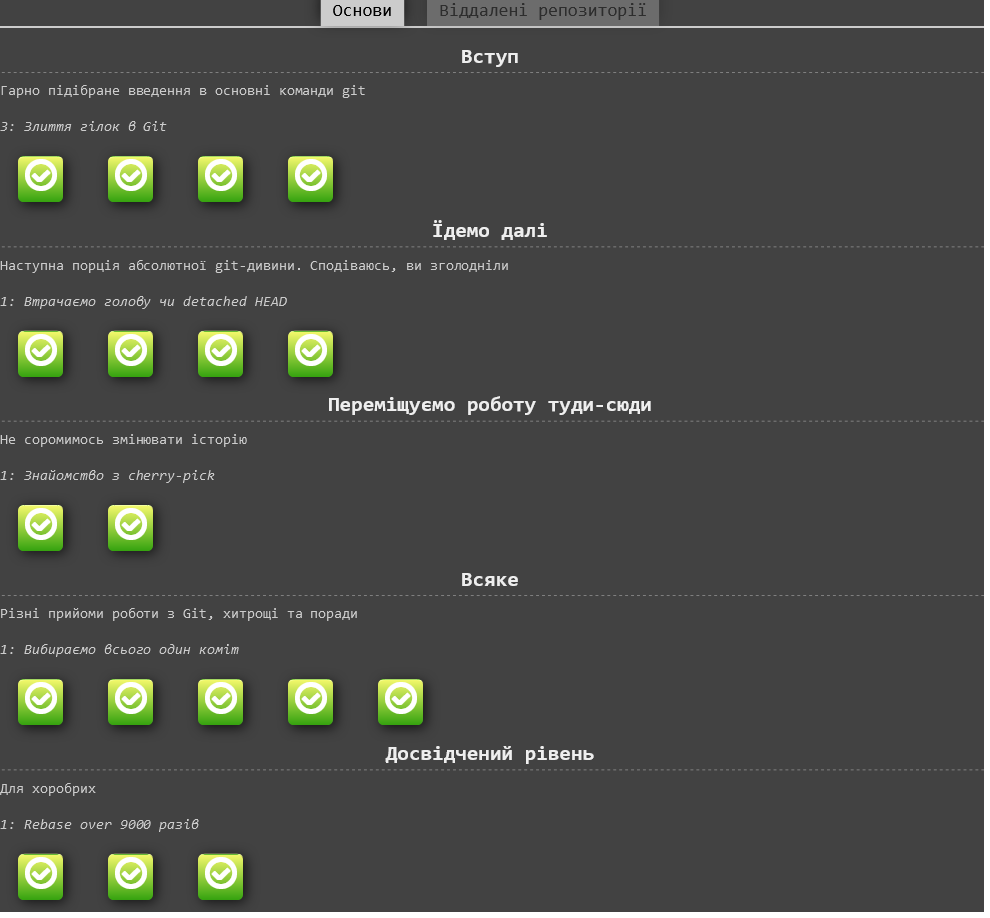 Основи
Віддалені репозиторії
Вступ
Гарно підібране введення в основні команди git
3: Злиття гілок в Git
Їдемо далі
Наступна порція абсолютної git-дивини. Сподіваюсь, ви зголодніли
1: Втрачаємо голову чи detached HEAD
Переміщуємо роботу туди-сюди
Не соромимось змінювати історію
1: Знайомство з cherry-pick
Всяке
Різні прийоми роботи з Git, хитрощі та поради
1: Вибираємо всього один коміт
Досвідчений рівень
Для хоробрих
1: Rebase over 9000 разів